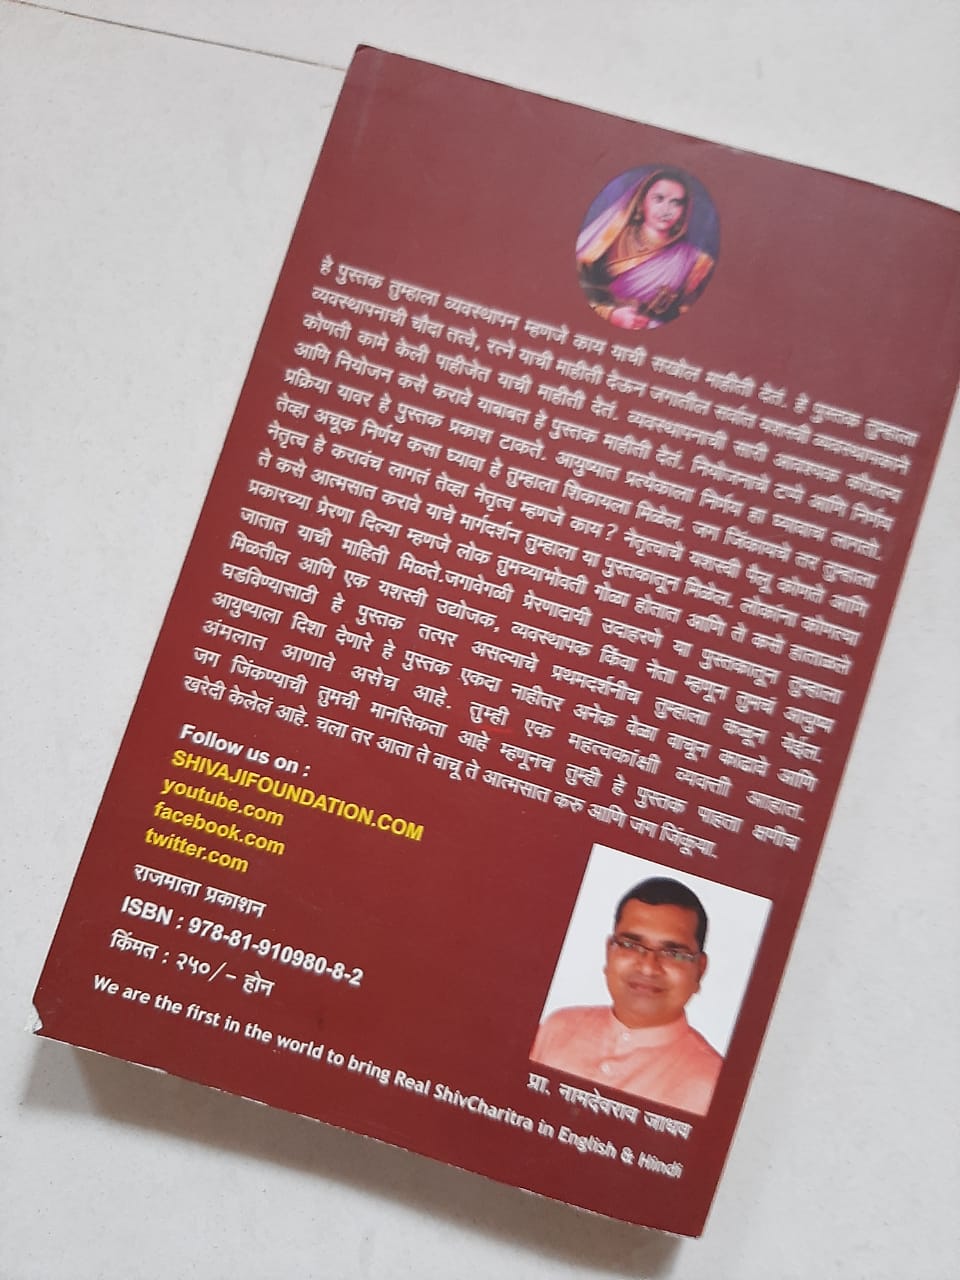 हे पुस्तक तुम्हाला व्यवस्थापन म्हणजे काय याची सखोल माहीती देतं. हे पुस्तक तुम्हाला
व्यवस्थापनाची चौदा तत्वे, रत्ने याची माहीती देऊन जगातील सर्वात यशस्वी व्यवस्थापकाने
कोणती कामे केली पाहीजेत याची माहीती देतं. व्यवस्थापनाची सारी आवश्यक कौशल्य
आणि नियोजन कसे करावे याबाबत हे पुस्तक माहीती देतं. नियोजनाचे टप्पे आणि निर्णय
प्रक्रिया यावर हे पुस्तक प्रकाश टाकते. आयुष्यात प्रत्येकाला निर्णय हा घ्यावाच लागतो.
तेव्हा अचूक निर्णय कसा घ्यावा हे तुम्हाला शिकायला मिळेल. जग जिंकायचे तर तुम्हाला
नेतृत्व हे करावंच लागतं तेव्हा नेतृत्व म्हणजे काय? नेतृत्वाचे यशस्वी पैलू कोणते आणि
ते कसे आत्मसात करावे याचे मार्गदर्शन तुम्हाला या पुस्तकातून मिळेल. लोकांना कोणत्या
प्रकारच्या प्रेरणा दिल्या म्हणजे लोक तुमच्याभोवती गोळा होतात आणि ते कसे हाताळले
जातात याची माहिती मिळते.जगावेगळी प्रेरणादायी उदाहरणे या पुस्तकातून तुम्हाला
मिळतील आणि एक यशस्वी उद्योजक, व्यवस्थापक किंवा नेता म्हणून तुमचं आयुष्य
घडविण्यासाठी हे पुस्तक तत्पर असल्याचे प्रथमदर्शनीच तुम्हाला कळून येईल.
आयुष्याला दिशा देणारे हे पुस्तक एकदा नाहीतर अनेक वेळा वाचून काढावे आणि
अंमलात आणावे असेच आहे. तुम्ही एक महत्वकांक्षी व्यक्ती आहात.
जग जिंकण्याची तुमची मानसिकता आहे म्हणूनच तुम्ही हे पुस्तक पाहता क्षणीच
खरेदी केलेलं आहे. चला तर आता ते वाचू ते आत्मसात करु आणि जग जिंकूया.
Follow us on :
SHIVAJIFOUNDATION.COM
youtube.com
facebook.com
twitter.com
राजमाता प्रकाशन
ISBN : 978-81-910980-8-2
किंमत : २५०/- होन
प्रा. नामदेवराव जाधव
We are the first in the world to bring Real ShivCharitra in English & Hindi